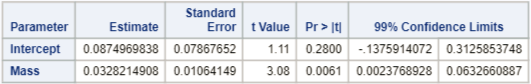 Parameter Estimate Standard Error t Value Pr > |t| 99% Confidence Limits
Intercept 0.0874969838 0.07867652 1.11 0.2800 -.1375914072 0.3125853748
Mass 0.0328214908 0.01064149 3.08 0.0061 0.0023768928 0.0632660887